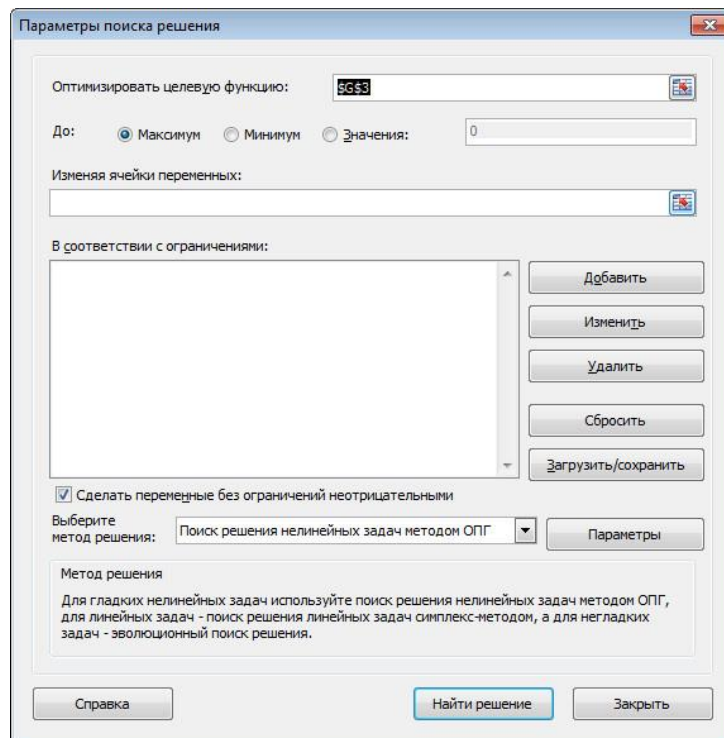 Параметры поиска решения
Оптимизировать целевую функцию:
$G$3
До:
Максимум
Минимум
Значения:
0
Изменяя ячейки переменных:
В соответствии с ограничениями:
Добавить
Изменить
Удалить
Сбросить
Загрузить/сохранить
Сделать переменные без ограничений неотрицательными
Выберите
метод решения:
Поиск решения нелинейных задач методом ОПГ
Параметры
Метод решения
Для гладких нелинейных задач используйте поиск решения нелинейных задач методом ОПГ,
для линейных задач - поиск решения линейных задач симплекс-методом, а для негладких
задач - эволюционный поиск решения.
Справка
Найти решение
Закрыть